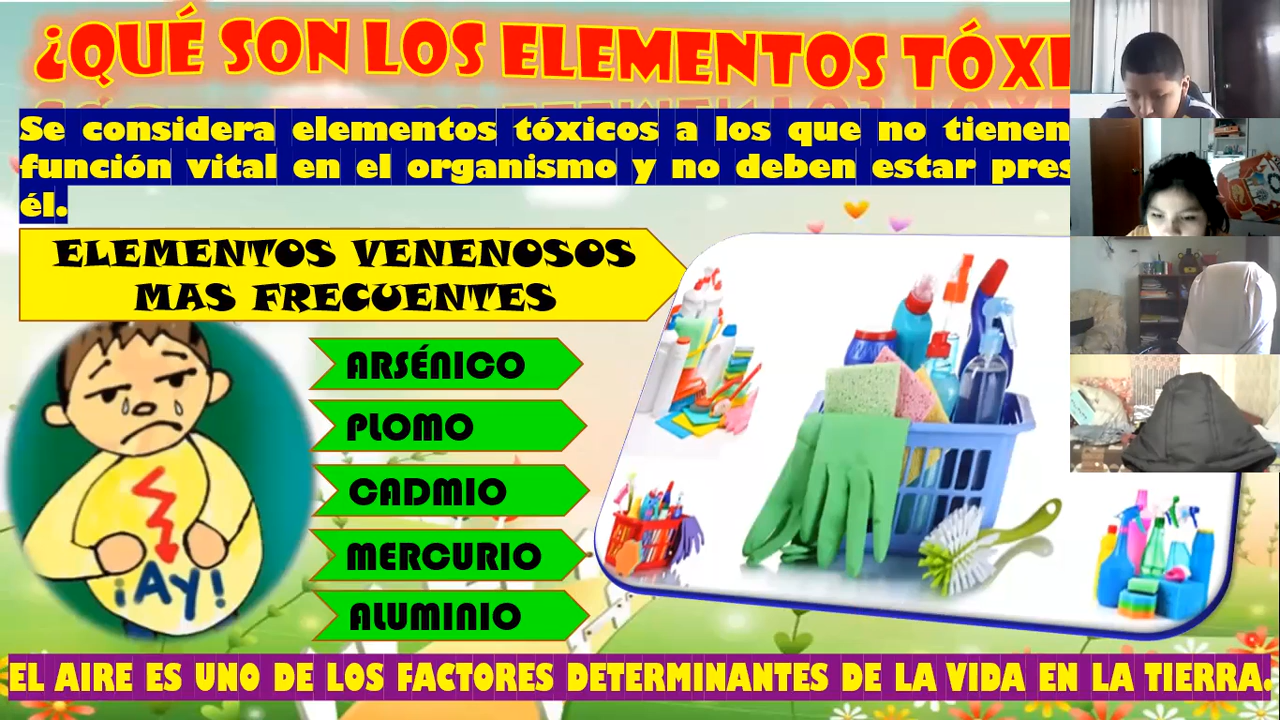 ¿QUÉ SON LOS ELEMENTOS
Se considera elementos tóxicos a los que no tienen
función vital en el organismo y no deben estar
él.
ELEMENTOS VENENOSOS
MAS FRECUENTES
ARSÉNICO
PLOMO
CADMIO
MERCURIO
ALUMINIO
¡AY!
EL AIRE ES UNO DE LOS FACTORES DETERMINANTES DE LA VIDA EN LA TIERRA.